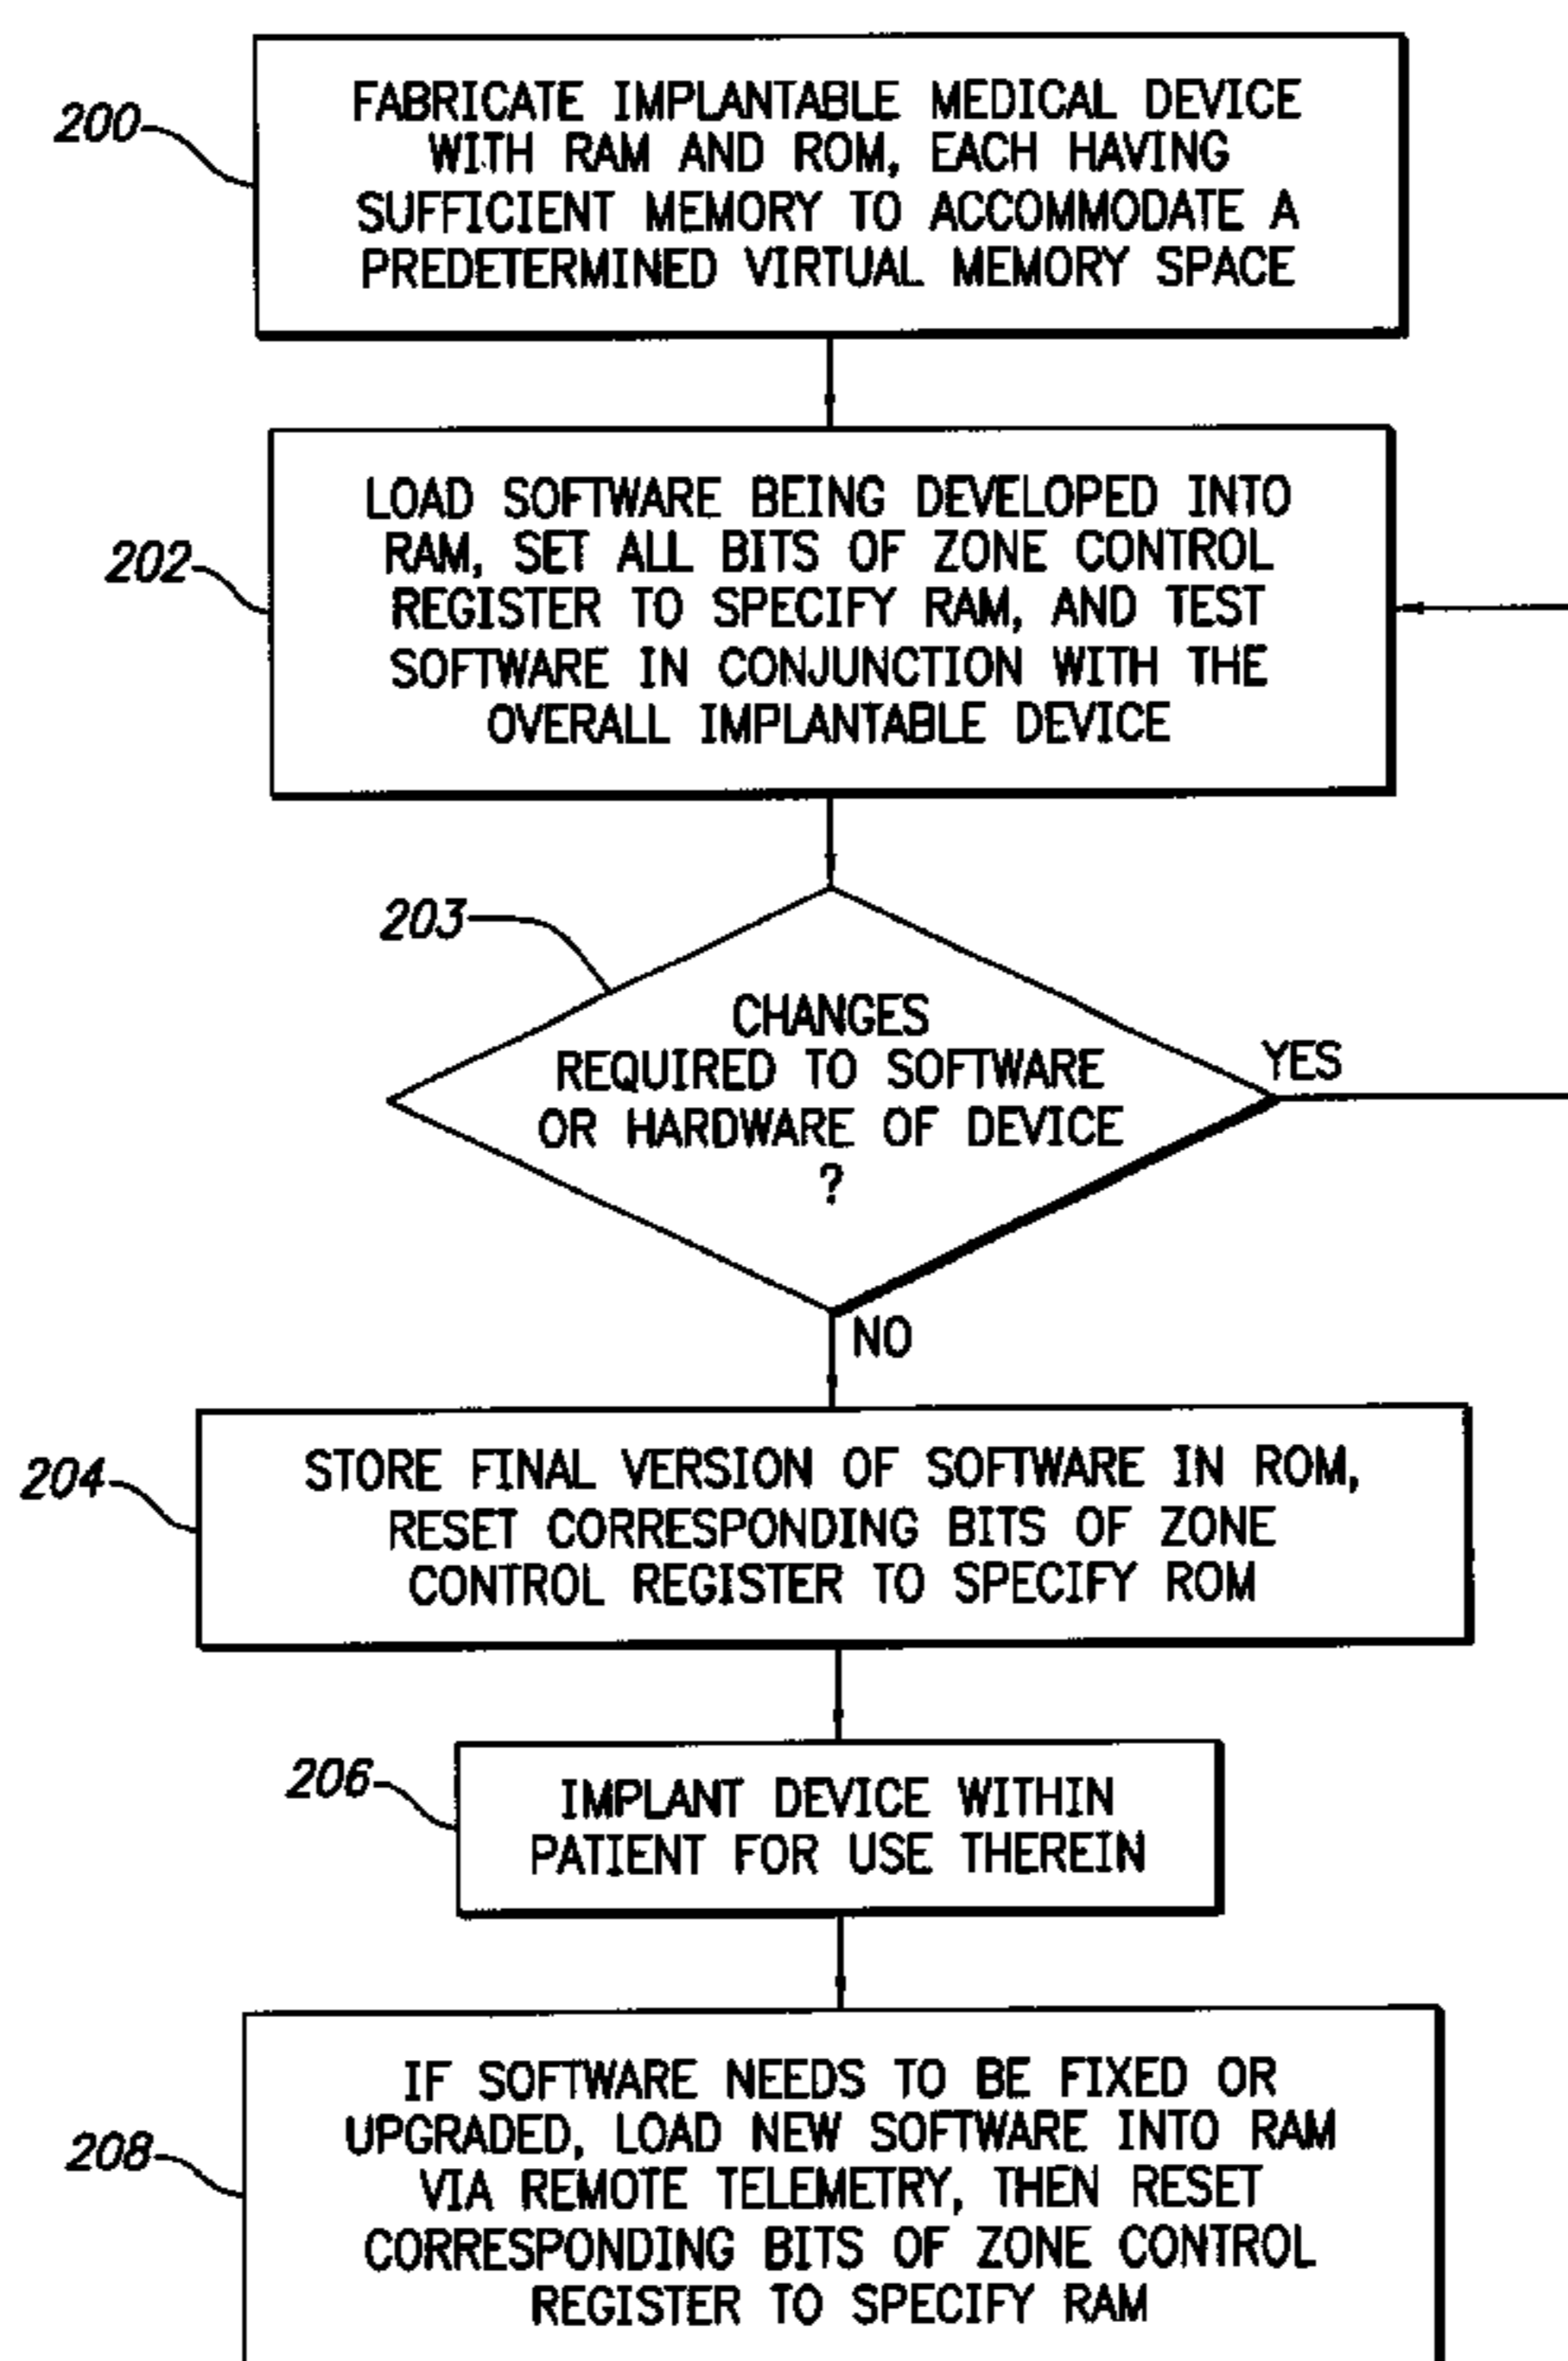 200
FABRICATE IMPLANTABLE MEDICAL DEVICE
WITH RAM AND ROM, EACH HAVING
SUFFICIENT MEMORY TO ACCOMMODATE A
PREDETERMINED VIRTUAL MEMORY SPACE
202
LOAD SOFTWARE BEING DEVELOPED INTO
RAM, SET ALL BITS OF ZONE CONTROL
REGISTER TO SPECIFY RAM, AND TEST
SOFTWARE IN CONJUNCTION WITH THE
OVERALL IMPLANTABLE DEVICE
203
CHANGES
REQUIRED TO SOFTWARE
OR HARDWARE OF DEVICE
?
YES
NO
204
STORE FINAL VERSION OF SOFTWARE IN ROM,
RESET CORRESPONDING BITS OF ZONE
CONTROL REGISTER TO SPECIFY ROM
206
IMPLANT DEVICE WITHIN
PATIENT FOR USE THEREIN
208
IF SOFTWARE NEEDS TO BE FIXED OR
UPGRADED, LOAD NEW SOFTWARE INTO RAM
VIA REMOTE TELEMETRY, THEN RESET
CORRESPONDING BITS OF ZONE CONTROL
REGISTER TO SPECIFY RAM